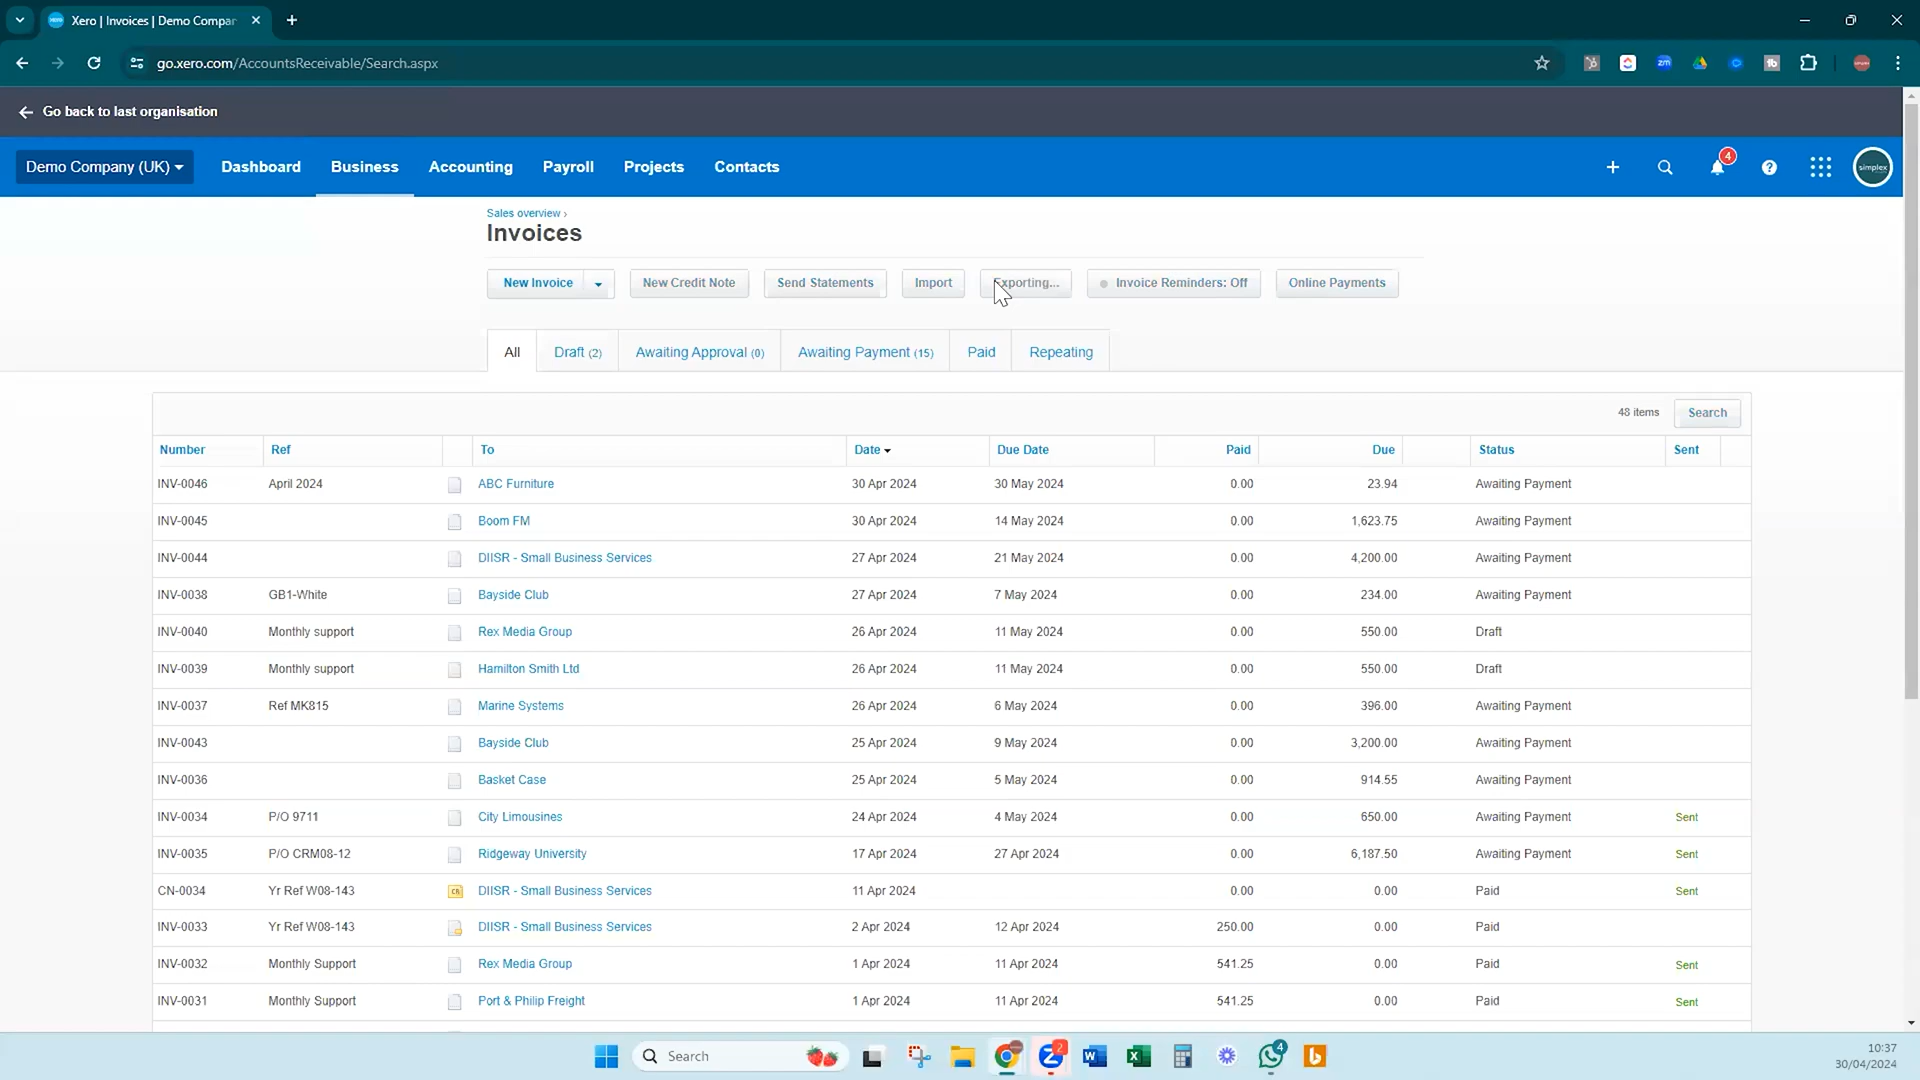 Xero | Invoices | Demo Compar
go.xero.com/AccountsReceivable/Search.aspx
Go back to last organisation
Demo Company (UK) Dashboard Business Accounting Payroll Projects Contacts 4 simplex
Sales overview ›
Invoices
New Invoice New Credit Note Send Statements Import Exporting... Invoice Reminders: Off Online Payments
All Draft (2) Awaiting Approval (0) Awaiting Payment (15) Paid Repeating
48 items Search
Number Ref To Date Due Date Paid Due Status Sent
INV-0046 April 2024 ABC Furniture 30 Apr 2024 30 May 2024 0.00 23.94 Awaiting Payment
INV-0045 Boom FM 30 Apr 2024 14 May 2024 0.00 1,623.75 Awaiting Payment
INV-0044 DIISR - Small Business Services 27 Apr 2024 21 May 2024 0.00 4,200.00 Awaiting Payment
INV-0038 GB1-White Bayside Club 27 Apr 2024 7 May 2024 0.00 234.00 Awaiting Payment
INV-0040 Monthly support Rex Media Group 26 Apr 2024 11 May 2024 0.00 550.00 Draft
INV-0039 Monthly support Hamilton Smith Ltd 26 Apr 2024 11 May 2024 0.00 550.00 Draft
INV-0037 Ref MK815 Marine Systems 26 Apr 2024 6 May 2024 0.00 396.00 Awaiting Payment
INV-0043 Bayside Club 25 Apr 2024 9 May 2024 0.00 3,200.00 Awaiting Payment
INV-0036 Basket Case 25 Apr 2024 5 May 2024 0.00 914.55 Awaiting Payment
INV-0034 P/O 9711 City Limousines 24 Apr 2024 4 May 2024 0.00 650.00 Awaiting Payment Sent
INV-0035 P/O CRM08-12 Ridgeway University 17 Apr 2024 27 Apr 2024 0.00 6,187.50 Awaiting Payment Sent
CN-0034 Yr Ref W08-143 CR DIISR - Small Business Services 11 Apr 2024 0.00 0.00 Paid Sent
INV-0033 Yr Ref W08-143 DIISR - Small Business Services 2 Apr 2024 12 Apr 2024 250.00 0.00 Paid
INV-0032 Monthly Support Rex Media Group 1 Apr 2024 11 Apr 2024 541.25 0.00 Paid Sent
INV-0031 Monthly Support Port & Philip Freight 1 Apr 2024 11 Apr 2024 541.25 0.00 Paid Sent
Search 2 4 10:37
30/04/2024